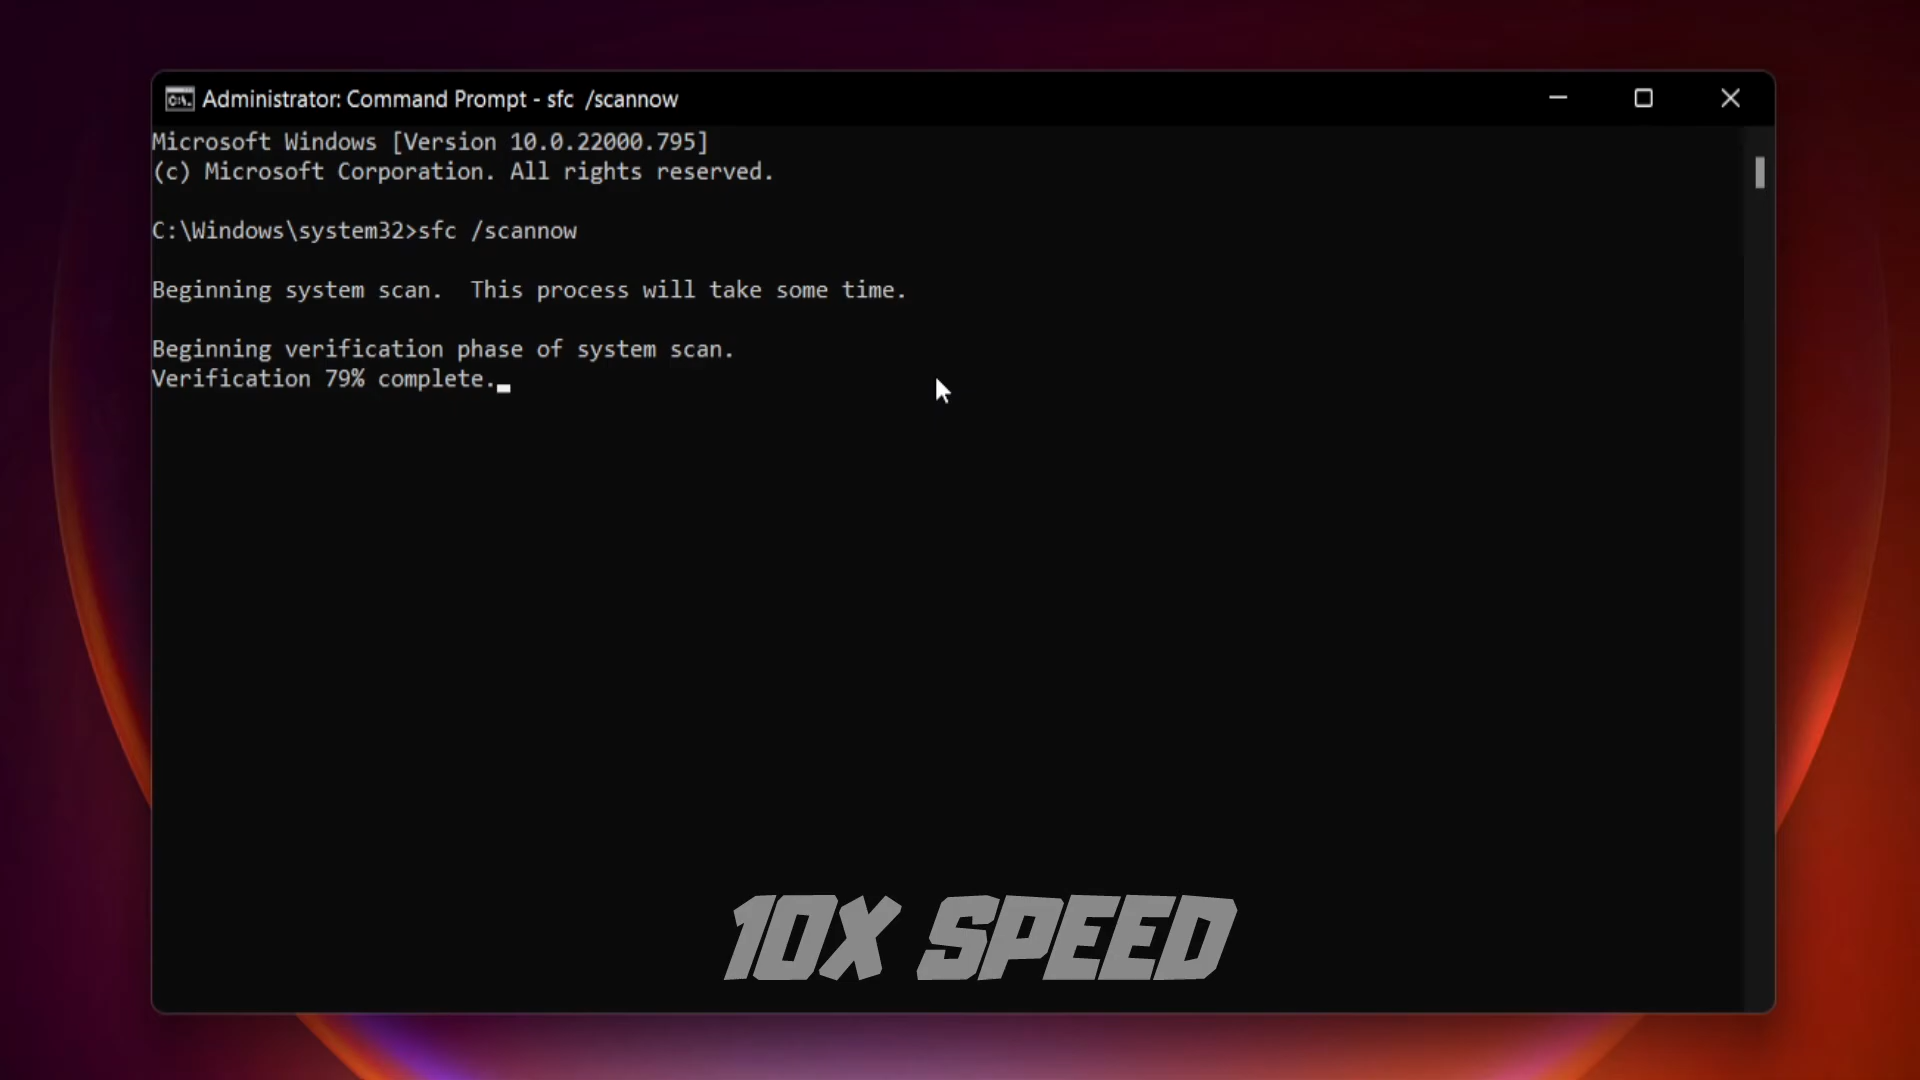 Administrator: Command Prompt - sfc  /scannow
Microsoft Windows [Version 10.0.22000.795]
(c) Microsoft Corporation. All rights reserved.
C:\Windows\system32>sfc /scannow
Beginning system scan.  This process will take some time.
Beginning verification phase of system scan.
Verification 79% complete.
10X SPEED